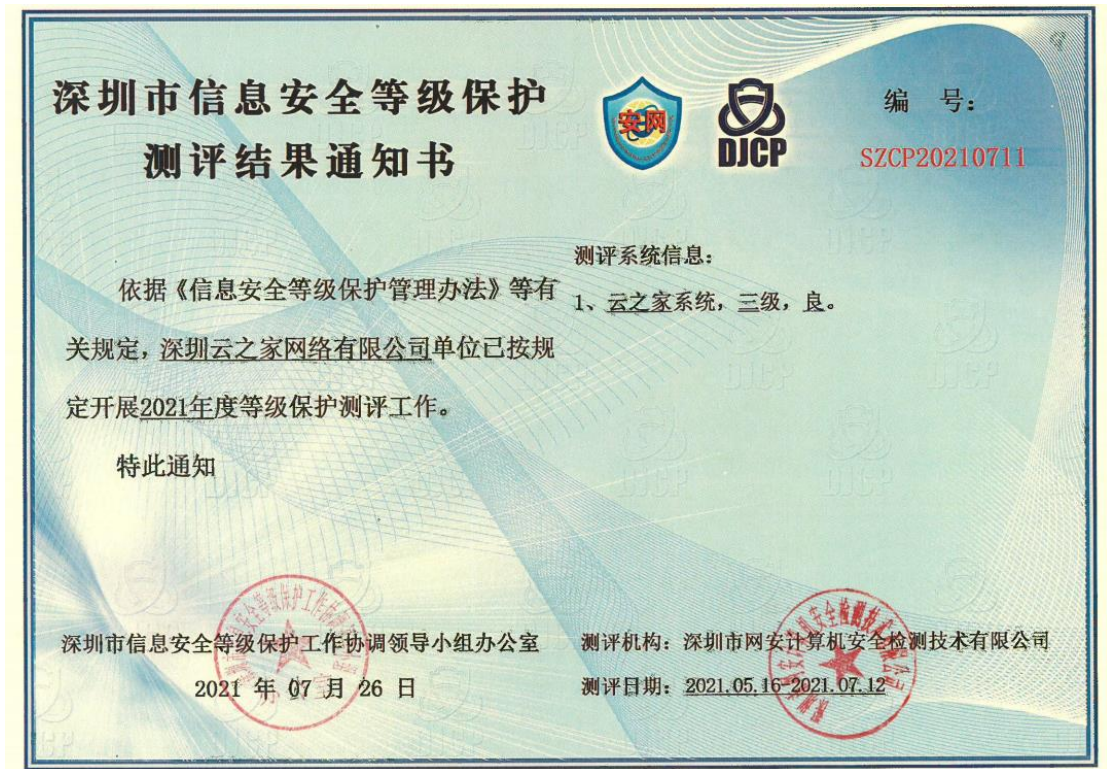 深圳市信息安全等级保护
测评结果通知书
安网
DJCP
编 号：
SZCP20210711
依据《信息安全等级保护管理办法》等有
关规定，深圳云之家网络有限公司单位已按规
定开展2021年度等级保护测评工作。
特此通知
测评系统信息：
1、云之家系统，三级，良。
深圳市信息安全等级保护工作协调领导小组办公室
2021 年 07 月 26 日
测评机构：深圳市网安计算机安全检测技术有限公司
测评日期：2021.05.16-2021.07.12